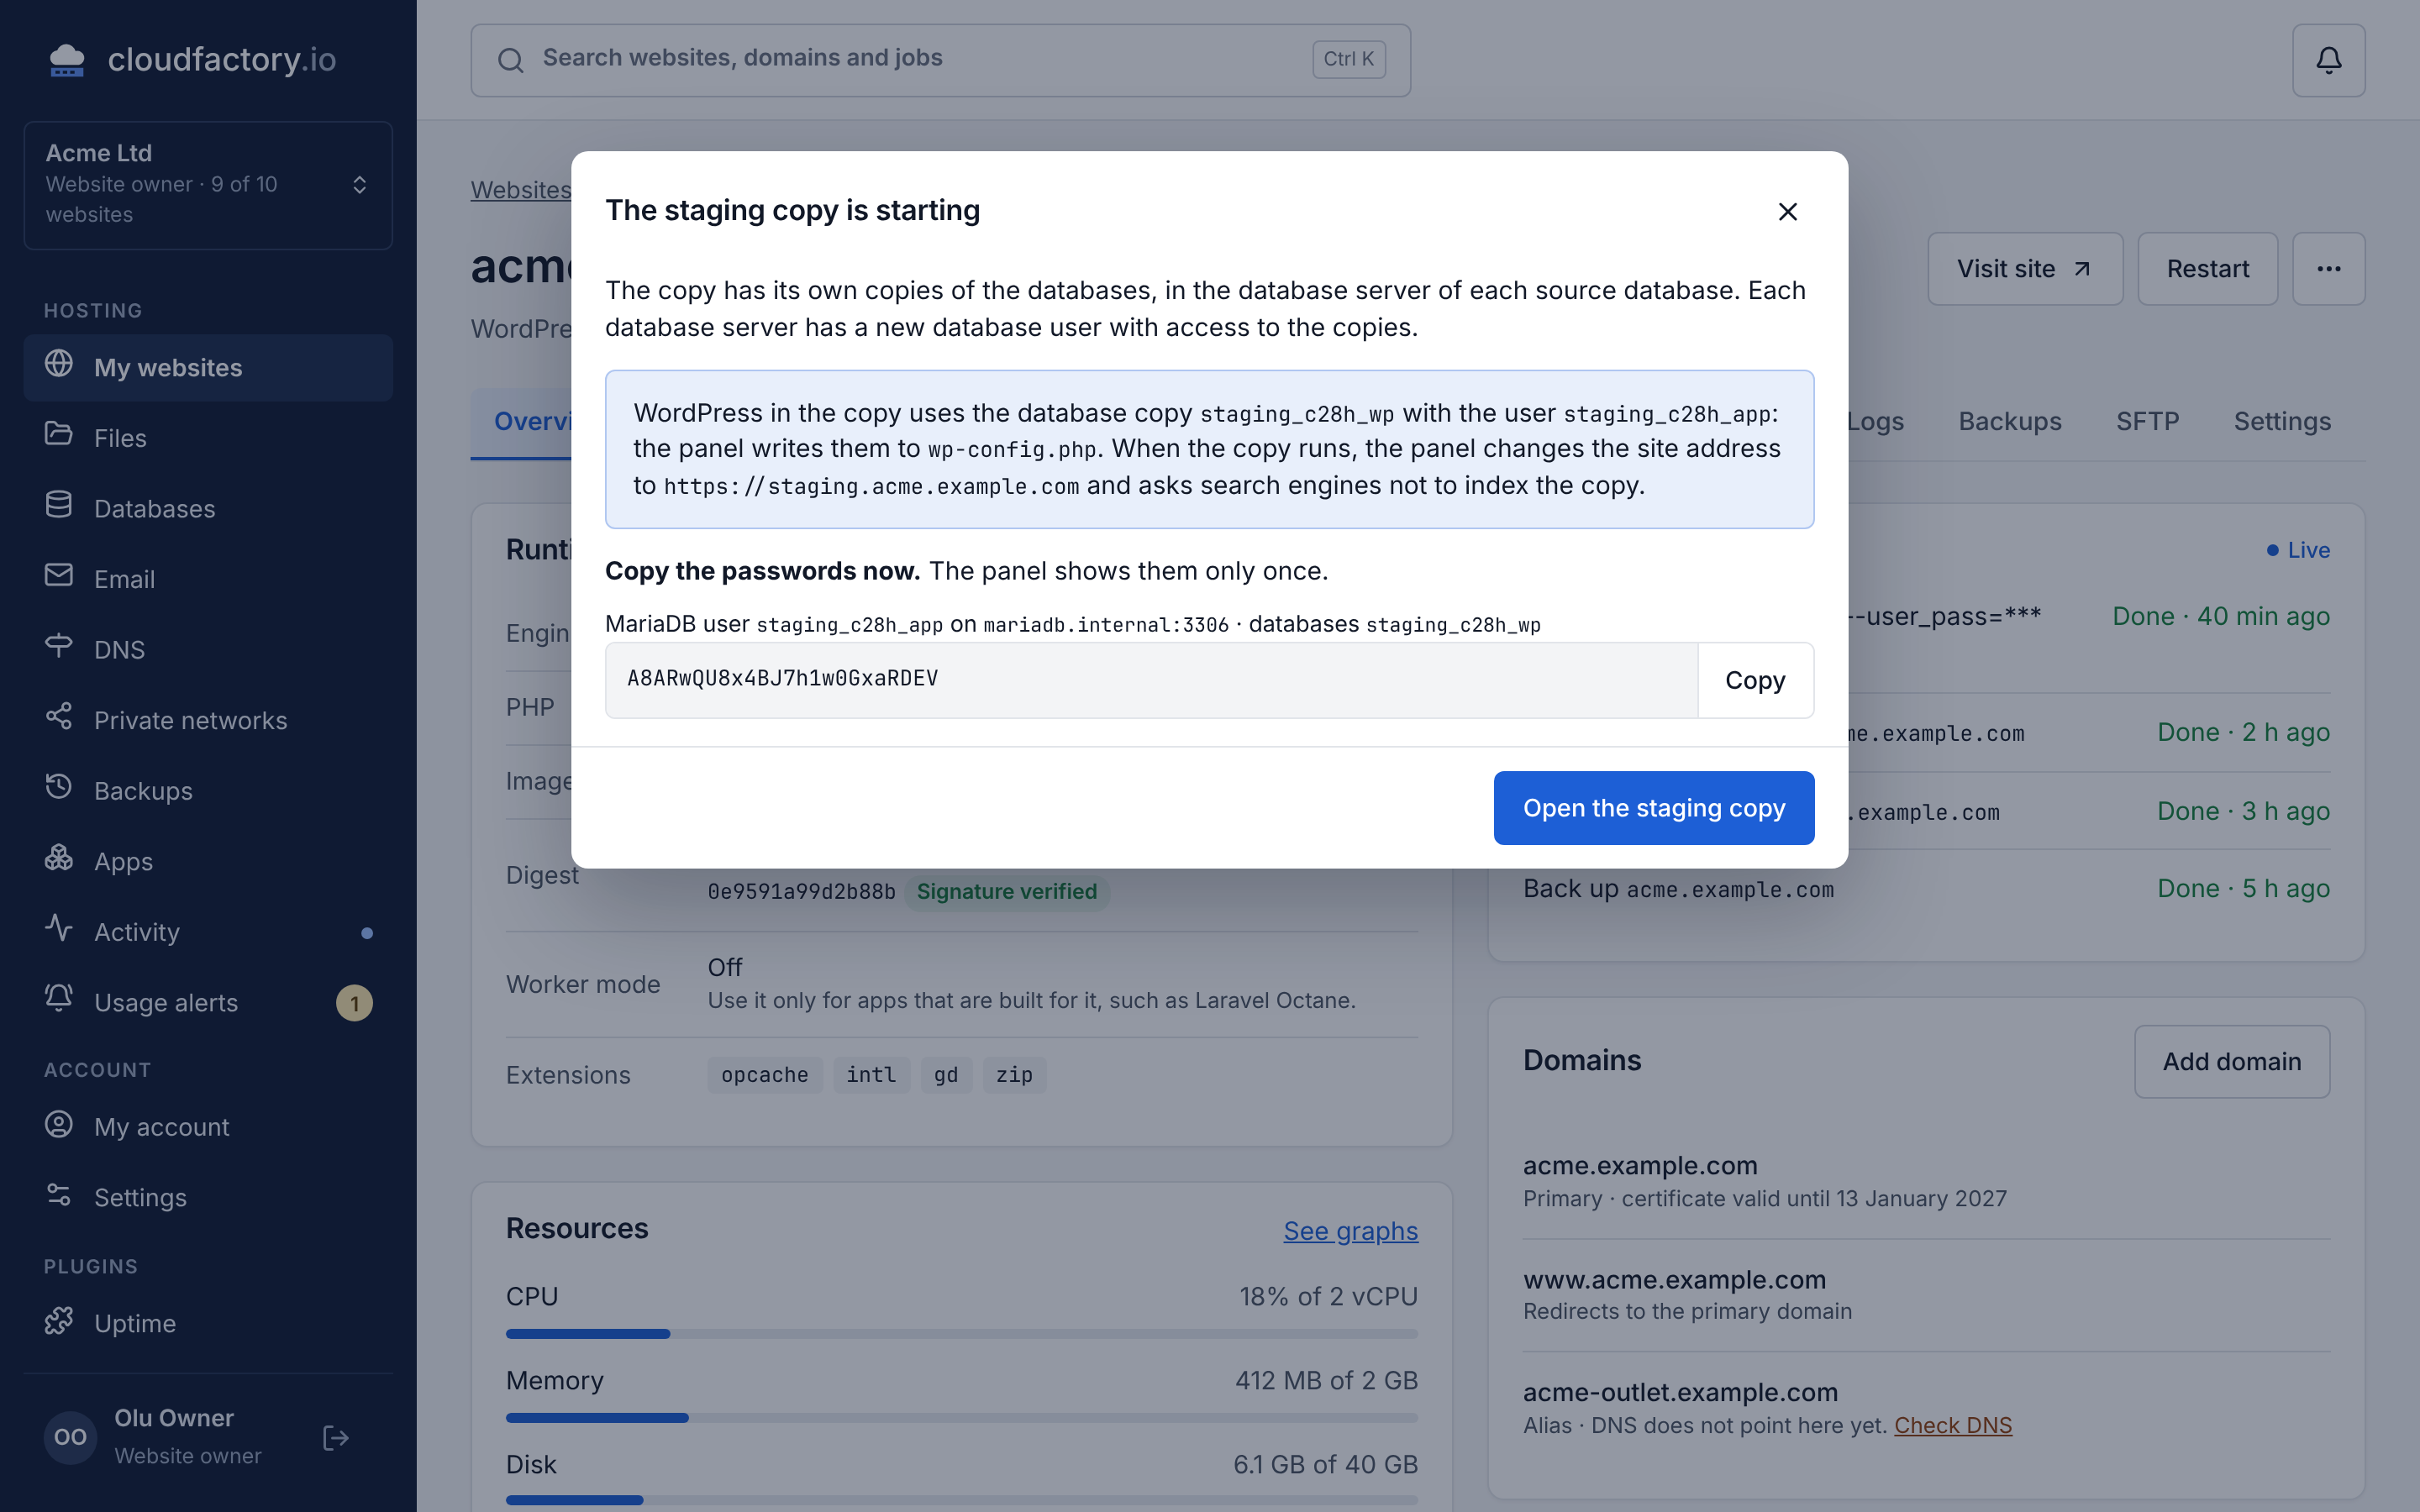 cloudfactory.io
Acme Ltd
Website owner · 9 of 10
websites
HOSTING
My websites
Files
Databases
Email
DNS
Private networks
Backups
Apps
Activity
Usage alerts
1
ACCOUNT
My account
Settings
PLUGINS
Uptime
OO
Olu Owner
Website owner
Search websites, domains and jobs
Ctrl K
Websites
Visit site
Restart
Logs
Backups
SFTP
Settings
The staging copy is starting
The copy has its own copies of the databases, in the database server of each source database. Each
database server has a new database user with access to the copies.
WordPress in the copy uses the database copy staging_c28h_wp with the user staging_c28h_app:
the panel writes them to wp-config.php. When the copy runs, the panel changes the site address
to https://staging.acme.example.com and asks search engines not to index the copy.
Copy the passwords now. The panel shows them only once.
MariaDB user staging_c28h_app on mariadb.internal:3306 · databases staging_c28h_wp
A8ARwQU8x4BJ7h1w0GxaRDEV
Copy
Open the staging copy
PHP
Digest
0e9591a99d2b88b
Signature verified
Worker mode
Off
Use it only for apps that are built for it, such as Laravel Octane.
Extensions
opcache
intl
gd
zip
Resources
See graphs
CPU
18% of 2 vCPU
Memory
412 MB of 2 GB
Disk
6.1 GB of 40 GB
Live
--user_pass=***
Done · 40 min ago
.example.com
Done · 2 h ago
.example.com
Done · 3 h ago
Back up acme.example.com
Done · 5 h ago
Domains
Add domain
acme.example.com
Primary · certificate valid until 13 January 2027
www.acme.example.com
Redirects to the primary domain
acme-outlet.example.com
Alias · DNS does not point here yet. Check DNS